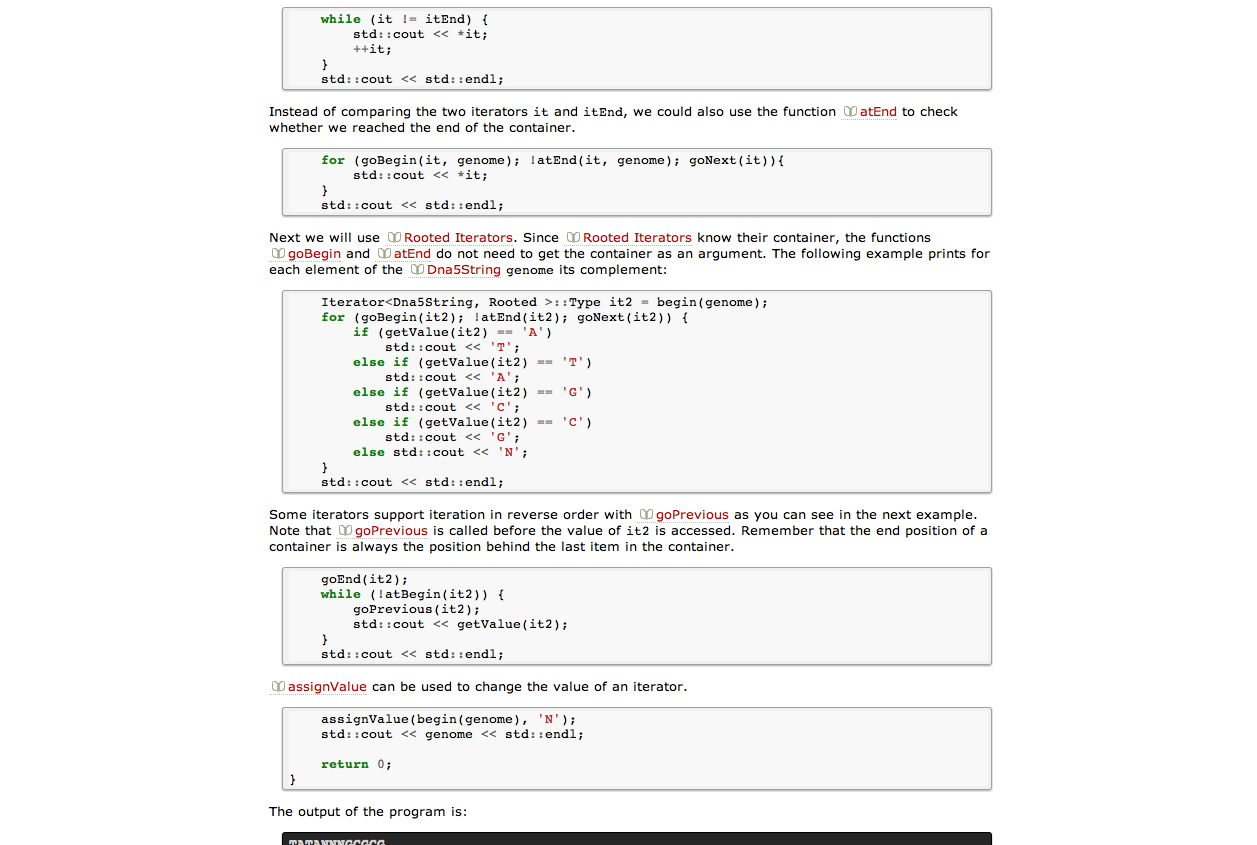 while (it != itEnd) {
std::cout << *it;
++it;
}
std::cout << std::endl;
Instead of comparing the two iterators it and itEnd, we could also use the function atEnd to check
whether we reached the end of the container.
for (goBegin(it, genome); !atEnd(it, genome); goNext(it)){
std::cout << *it;
}
std::cout << std::endl;
Next we will use Rooted Iterators. Since Rooted Iterators know their container, the functions
goBegin and atEnd do not need to get the container as an argument. The following example prints for
each element of the Dna5String genome its complement:
Iterator<Dna5String, Rooted >::Type it2 = begin(genome);
for (goBegin(it2); !atEnd(it2); goNext(it2)) {
if (getValue(it2) == 'A')
std::cout << 'T';
else if (getValue(it2) == 'T')
std::cout << 'A';
else if (getValue(it2) == 'G')
std::cout << 'C';
else if (getValue(it2) == 'C')
std::cout << 'G';
else std::cout << 'N';
}
std::cout << std::endl;
Some iterators support iteration in reverse order with goPrevious as you can see in the next example.
Note that goPrevious is called before the value of it2 is accessed. Remember that the end position of a
container is always the position behind the last item in the container.
goEnd(it2);
while (!atBegin(it2)) {
goPrevious(it2);
std::cout << getValue(it2);
}
std::cout << std::endl;
assignValue can be used to change the value of an iterator.
assignValue(begin(genome), 'N');
std::cout << genome << std::endl;
return 0;
}
The output of the program is: